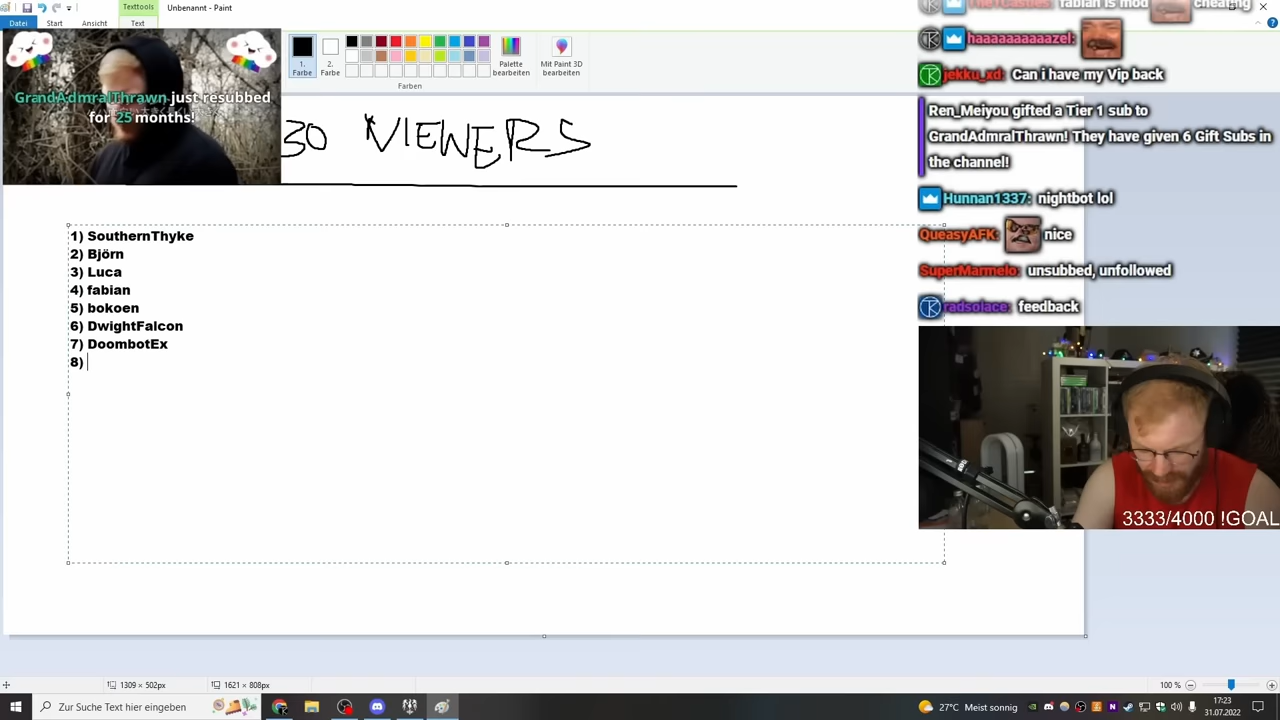 Texttools
Unbenannt - Paint
Datei
Start
Ansicht
Text
1. Farbe
2. Farbe
Palette bearbeiten
Mit Paint 3D bearbeiten
Farben
GrandAdmralThrawn just resubbed
for 25 months!
30 VIEWERS
1) SouthernThyke
2) Björn
3) Luca
4) fabian
5) bokoen
6) DwightFalcon
7) DoombotEx
8)
fabian is mod cheating
haaaaaaaaaazel:
jekku_xd: Can i have my Vip back
Ren_Meiyou gifted a Tier 1 sub to
GrandAdmralThrawn! They have given 6 Gift Subs in
the channel!
Hunnan1337: nightbot lol
QueasyAFK: nice
SuperMarmelo: unsubbed, unfollowed
radsolace: feedback
3333/4000 !GOAL
1309 × 502px
1621 × 808px
100 %
Zur Suche Text hier eingeben
27°C Meist sonnig
17:23
31.07.2022